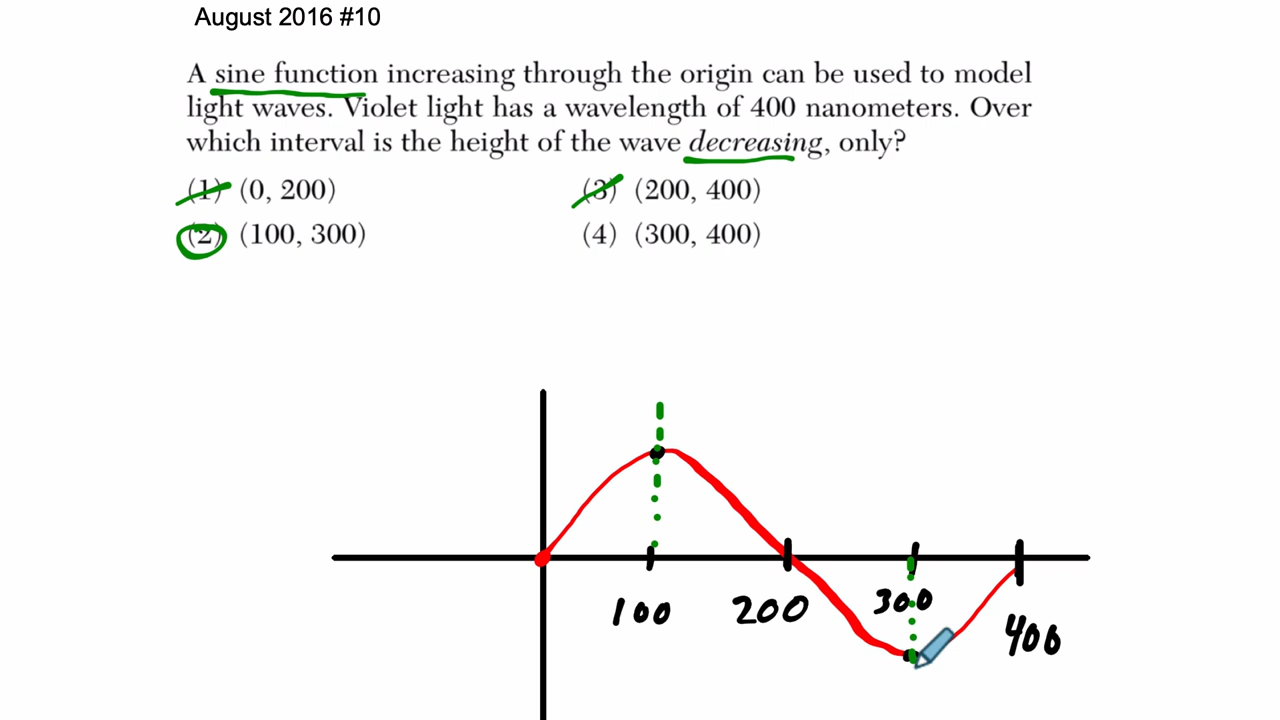 August 2016 #10
A sine function increasing through the origin can be used to model
light waves. Violet light has a wavelength of 400 nanometers. Over
which interval is the height of the wave decreasing, only?
(1) (0, 200) (3) (200, 400)
(2) (100, 300) (4) (300, 400)
100 200 300 400